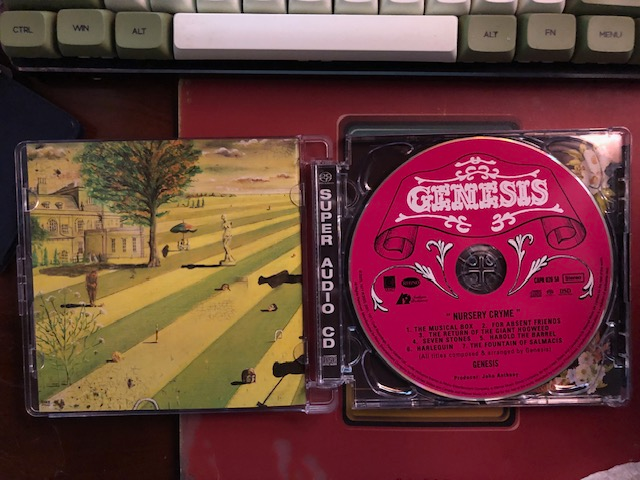 CTRL
WIN
ALT
ALT
FN
MENU
SUPER AUDIO CD
GENESIS
Stereo
DSD
" NURSERY CRYME "
1. THE MUSICAL BOX 2. FOR ABSENT FRIENDS
3. THE RETURN OF THE GIANT HOGWEED
4. SEVEN STONES 5. HAROLD THE BARREL
6. HARLEQUIN 7. THE FOUNTAIN OF SALMACIS
(All titles composed & arranged by Genesis)
GENESIS
Producer: John Anthony